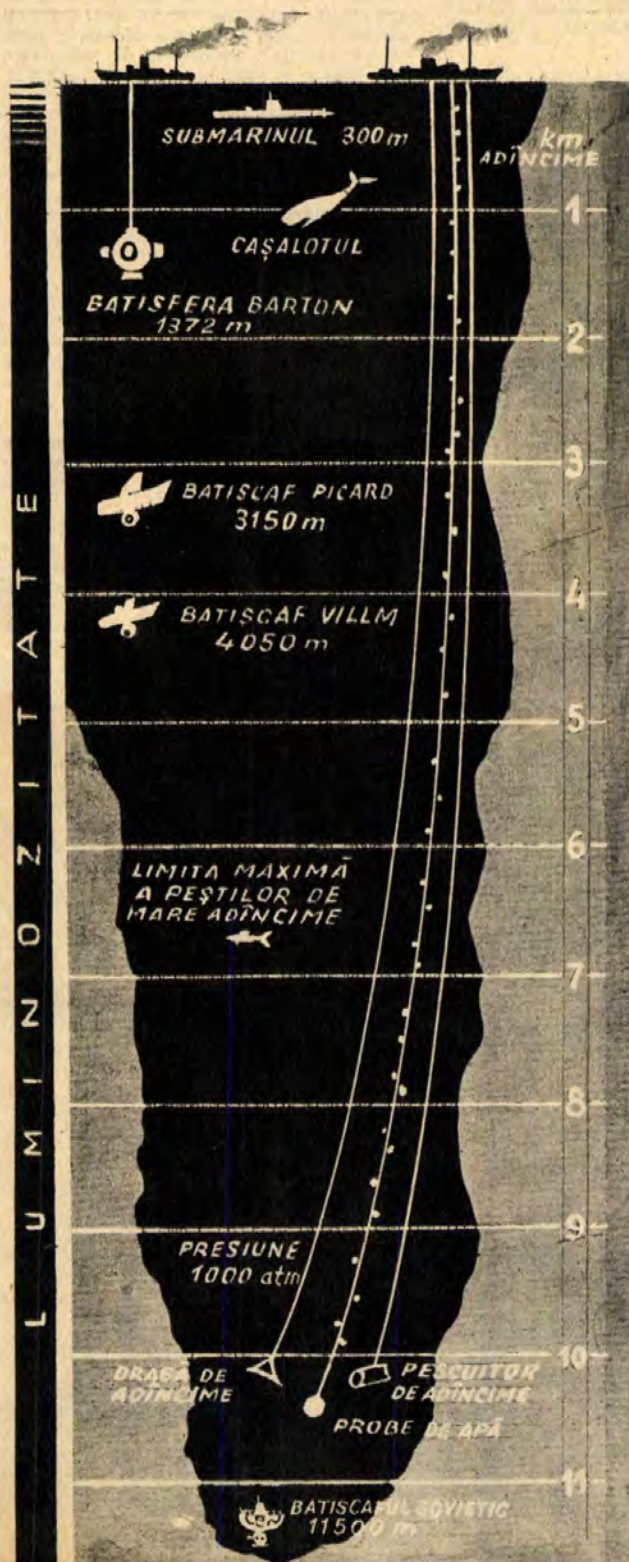 SUBMARINUL 300 m
km
ADÎNCIME
1
CAȘALOTUL
BATISFERA BARTON
1372 m
2
3
BATISCAF PICARD
3150 m
4
BATISCAF VILLM
4050 m
5
6
LIMITA MAXIMĂ
A PEȘTILOR DE
MARE ADÎNCIME
7
8
9
PRESIUNE
1000 atm
10
DRAGĂ DE
ADÎNCIME
PESCUITOR
DE ADÎNCIME
PROBE DE APĂ
11
BATISCAFUL SOVIETIC
11500 m
LUMINOZITATE